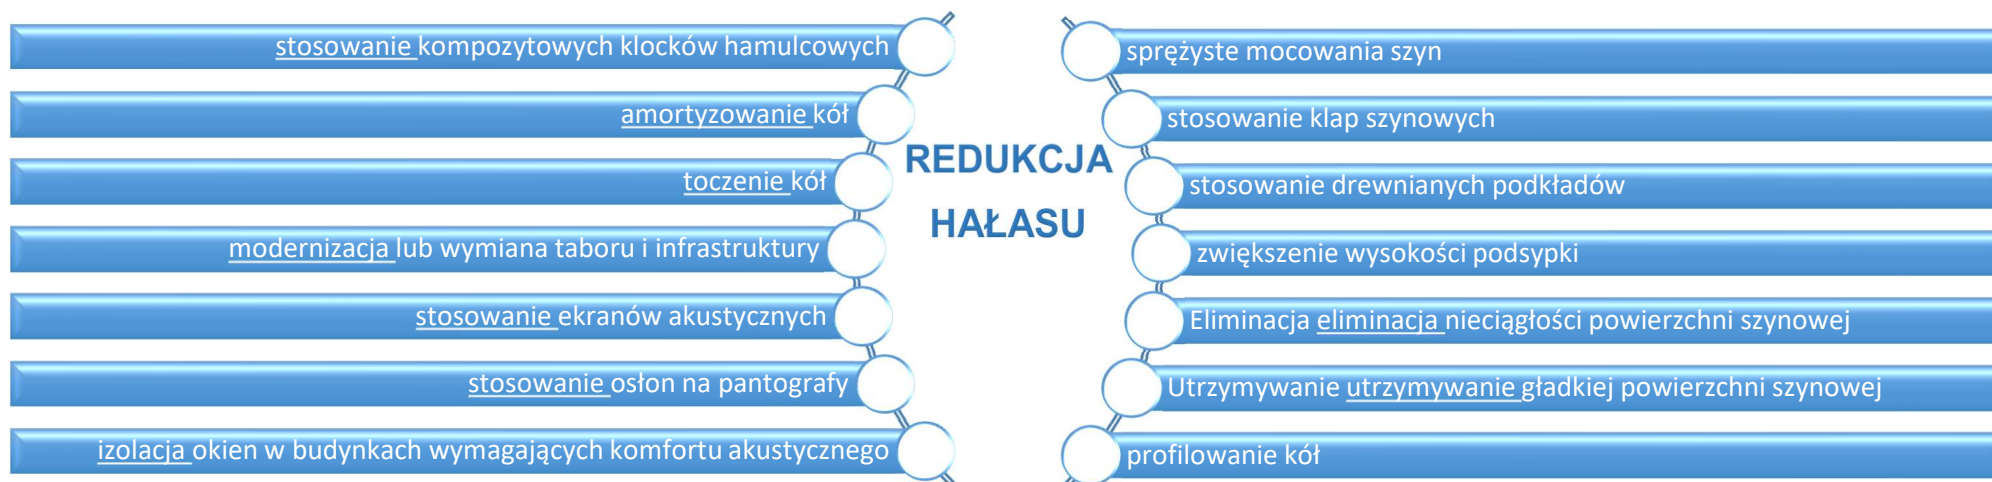 stosowanie kompozytowych klocków hamulcowych
amortyzowanie kół
toczenie kół
modernizacja lub wymiana taboru i infrastruktury
stosowanie ekranów akustycznych
stosowanie osłon na pantografy
izolacja okien w budynkach wymagających komfortu akustycznego
REDUKCJA
HAŁASU
sprężyste mocowania szyn
stosowanie klap szynowych
stosowanie drewnianych podkładów
zwiększenie wysokości podsypki
Eliminacja eliminacja nieciągłości powierzchni szynowej
Utrzymywanie utrzymywanie gładkiej powierzchni szynowej
profilowanie kół